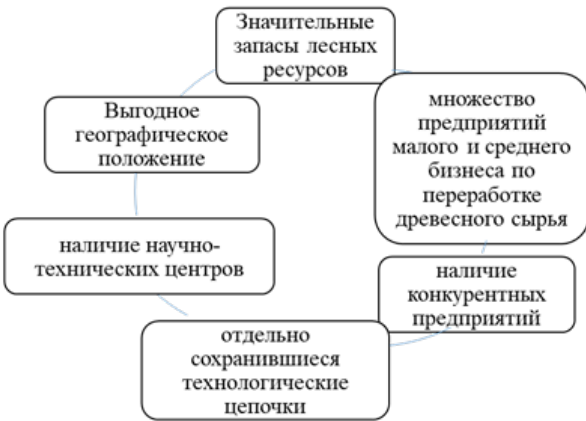 Значительные
запасы лесных
ресурсов
множество
предприятий
малого и среднего
бизнеса по
переработке
древесного сырья
наличие
конкурентных
предприятий
отдельно
сохранившиеся
технологические
цепочки
наличие научно-
технических центров
Выгодное
географическое
положение